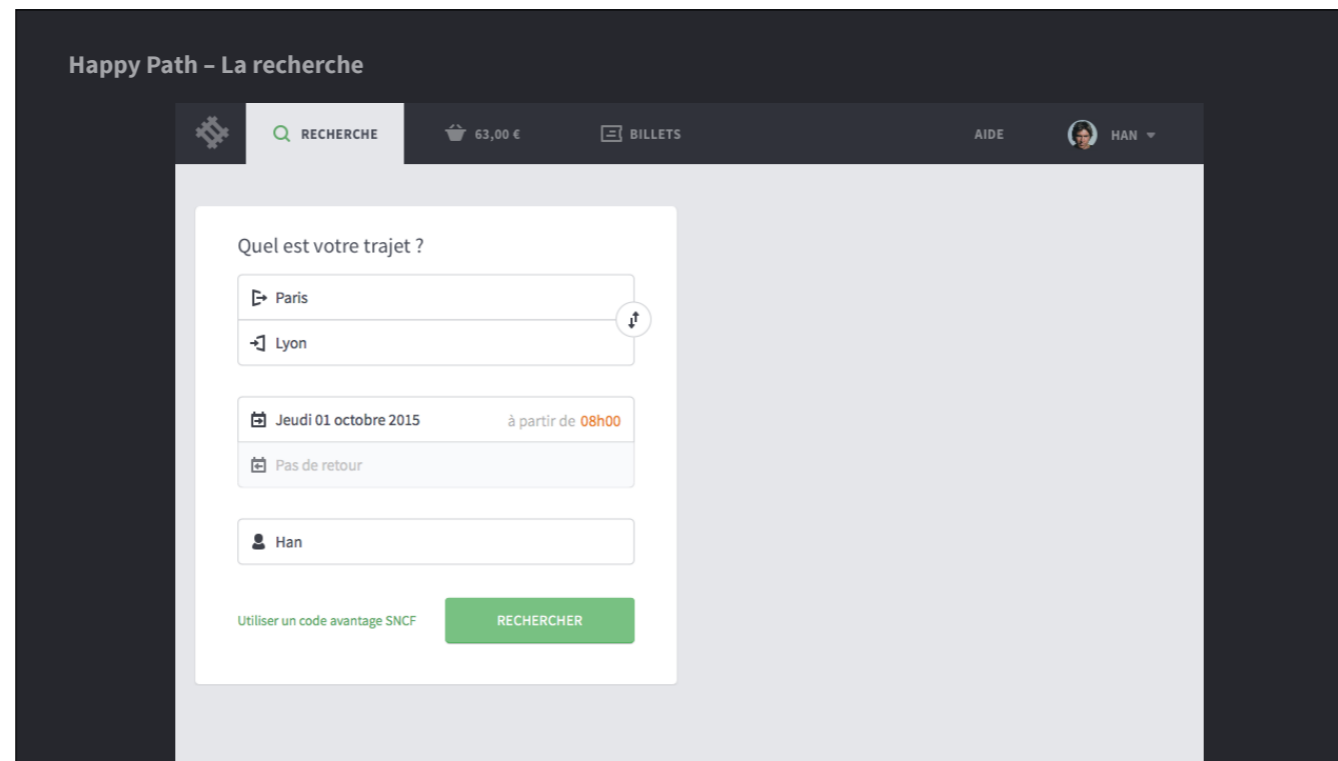 Happy Path – La recherche
RECHERCHE
63,00 €
BILLETS
AIDE
HAN
Quel est votre trajet ?
Paris
Lyon
Jeudi 01 octobre 2015 à partir de 08h00
Pas de retour
Han
Utiliser un code avantage SNCF
RECHERCHER